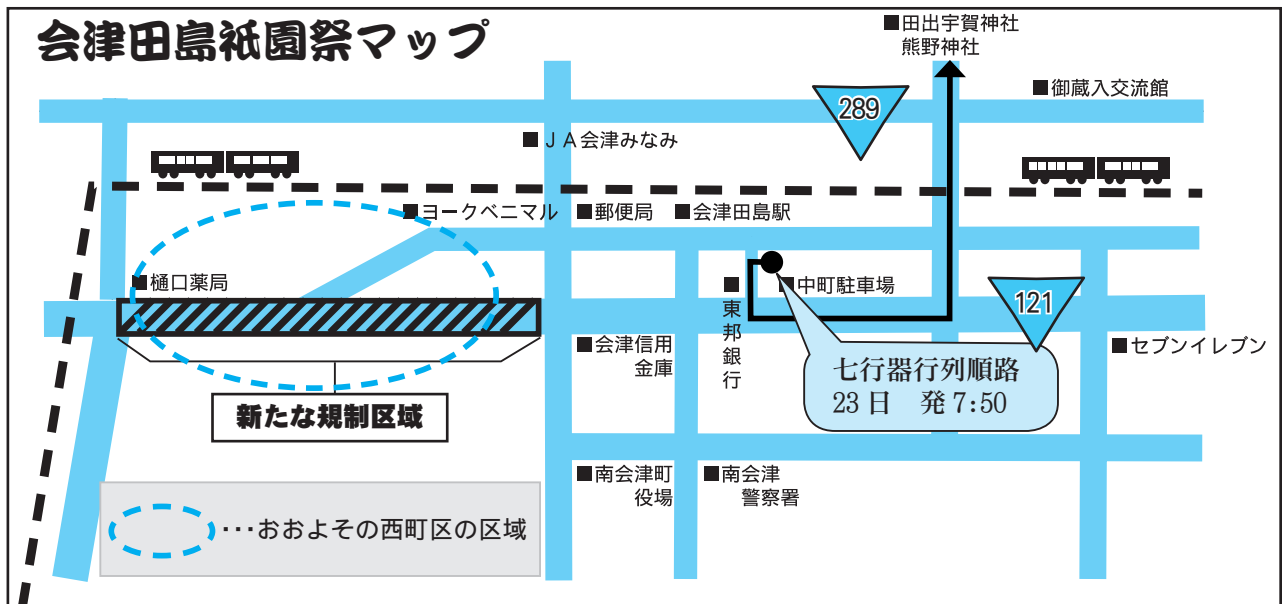 会津田島祇園祭マップ
■田出宇賀神社
熊野神社
■御蔵入交流館
289
■ＪＡ会津みなみ
■ヨークベニマル
■郵便局
■会津田島駅
■樋口薬局
■東邦銀行
■中町駐車場
121
■会津信用
金庫
■セブンイレブン
七行器行列順路
23日　発7:50
新たな規制区域
■南会津町
役場
■南会津
警察署
･･･おおよその西町区の区域